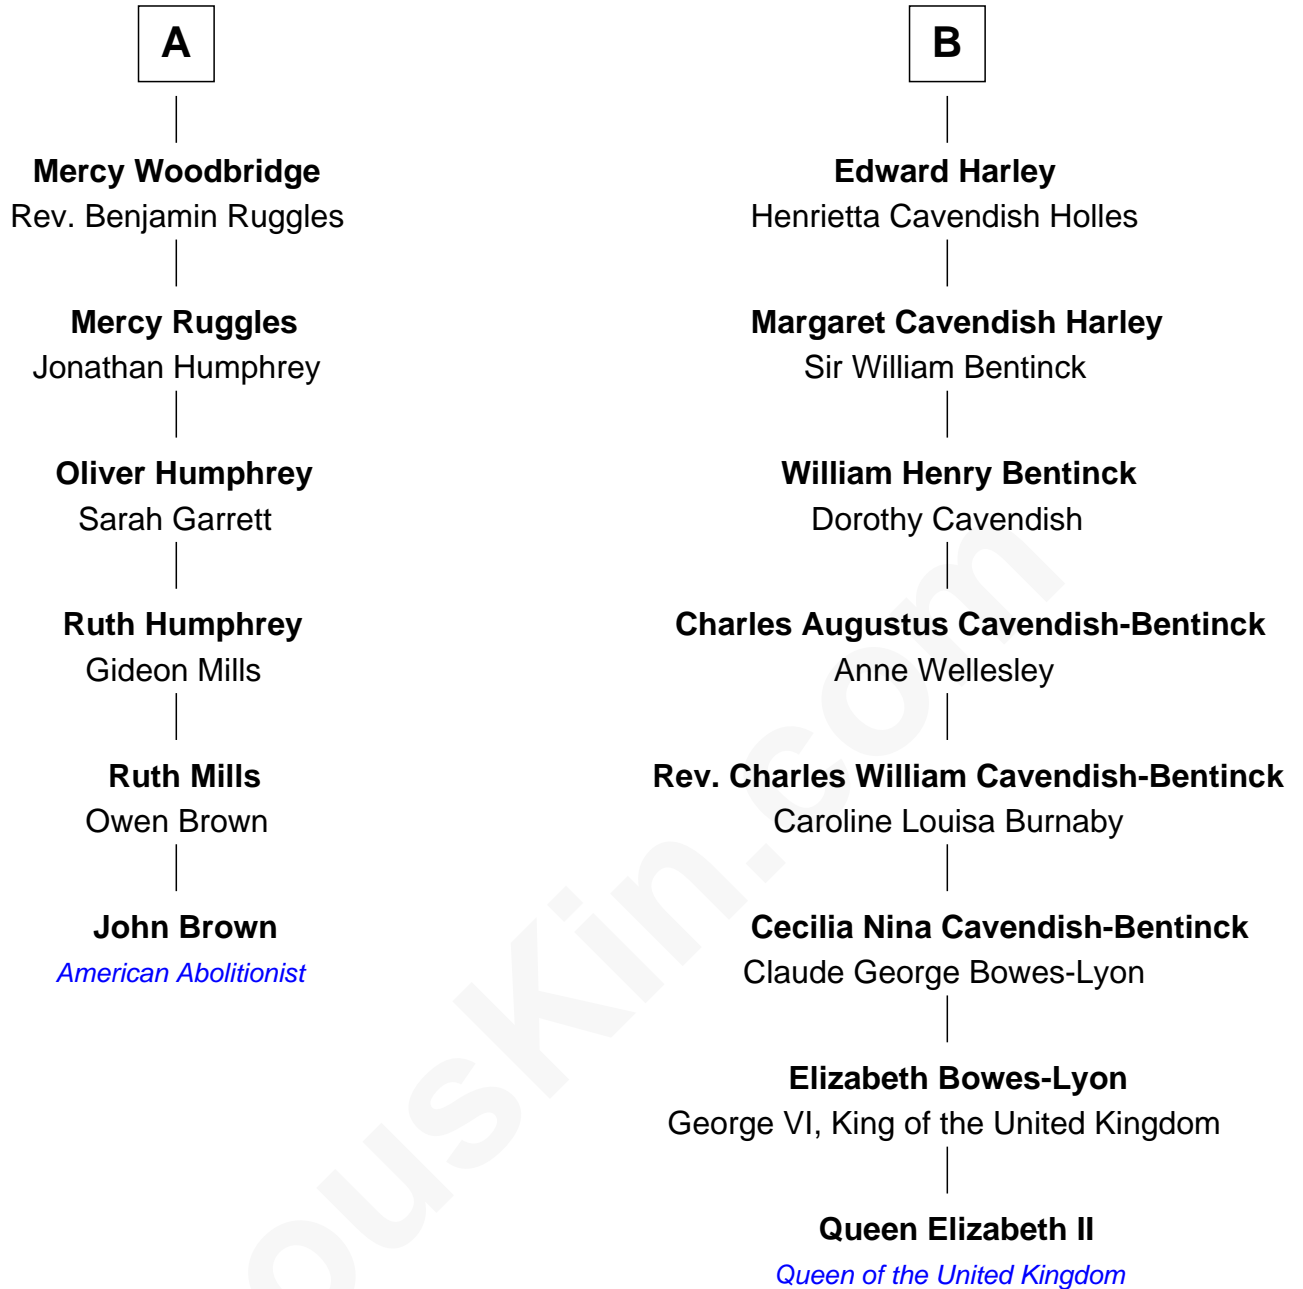 A
Mercy Woodbridge
Rev. Benjamin Ruggles
Mercy Ruggles
Jonathan Humphrey
Oliver Humphrey
Sarah Garrett
Ruth Humphrey
Gideon Mills
Ruth Mills
Owen Brown
John Brown
American Abolitionist
B
Edward Harley
Henrietta Cavendish Holles
Margaret Cavendish Harley
Sir William Bentinck
William Henry Bentinck
Dorothy Cavendish
Charles Augustus Cavendish-Bentinck
Anne Wellesley
Rev. Charles William Cavendish-Bentinck
Caroline Louisa Burnaby
Cecilia Nina Cavendish-Bentinck
Claude George Bowes-Lyon
Elizabeth Bowes-Lyon
George VI, King of the United Kingdom
Queen Elizabeth II
Queen of the United Kingdom
ousKin.com